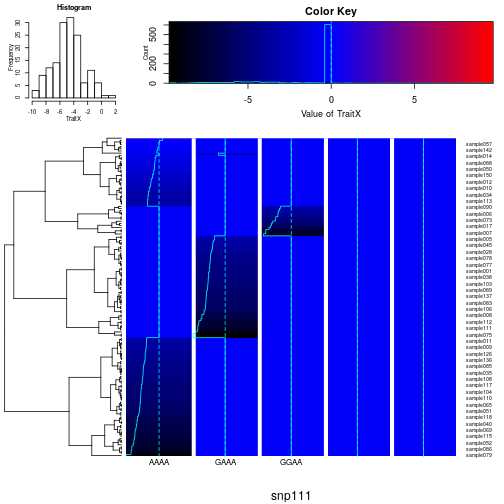 Histogram
Frequency
0 5 10 15 20 25 30
-10 -8 -6 -4 -2 0 2
TraitX
Color Key
Count
0 200 500
-5 0 5
Value of TraitX
sample057
sample142
sample014
sample088
sample050
sample150
sample012
sample010
sample034
sample113
sample090
sample006
sample073
sample017
sample007
sample005
sample045
sample028
sample078
sample077
sample001
sample038
sample103
sample089
sample137
sample083
sample106
sample008
sample112
sample111
sample075
sample011
sample009
sample126
sample136
sample085
sample035
sample108
sample117
sample104
sample110
sample065
sample051
sample118
sample040
sample069
sample115
sample052
sample086
sample079
AAAA GAAA GGAA
snp111